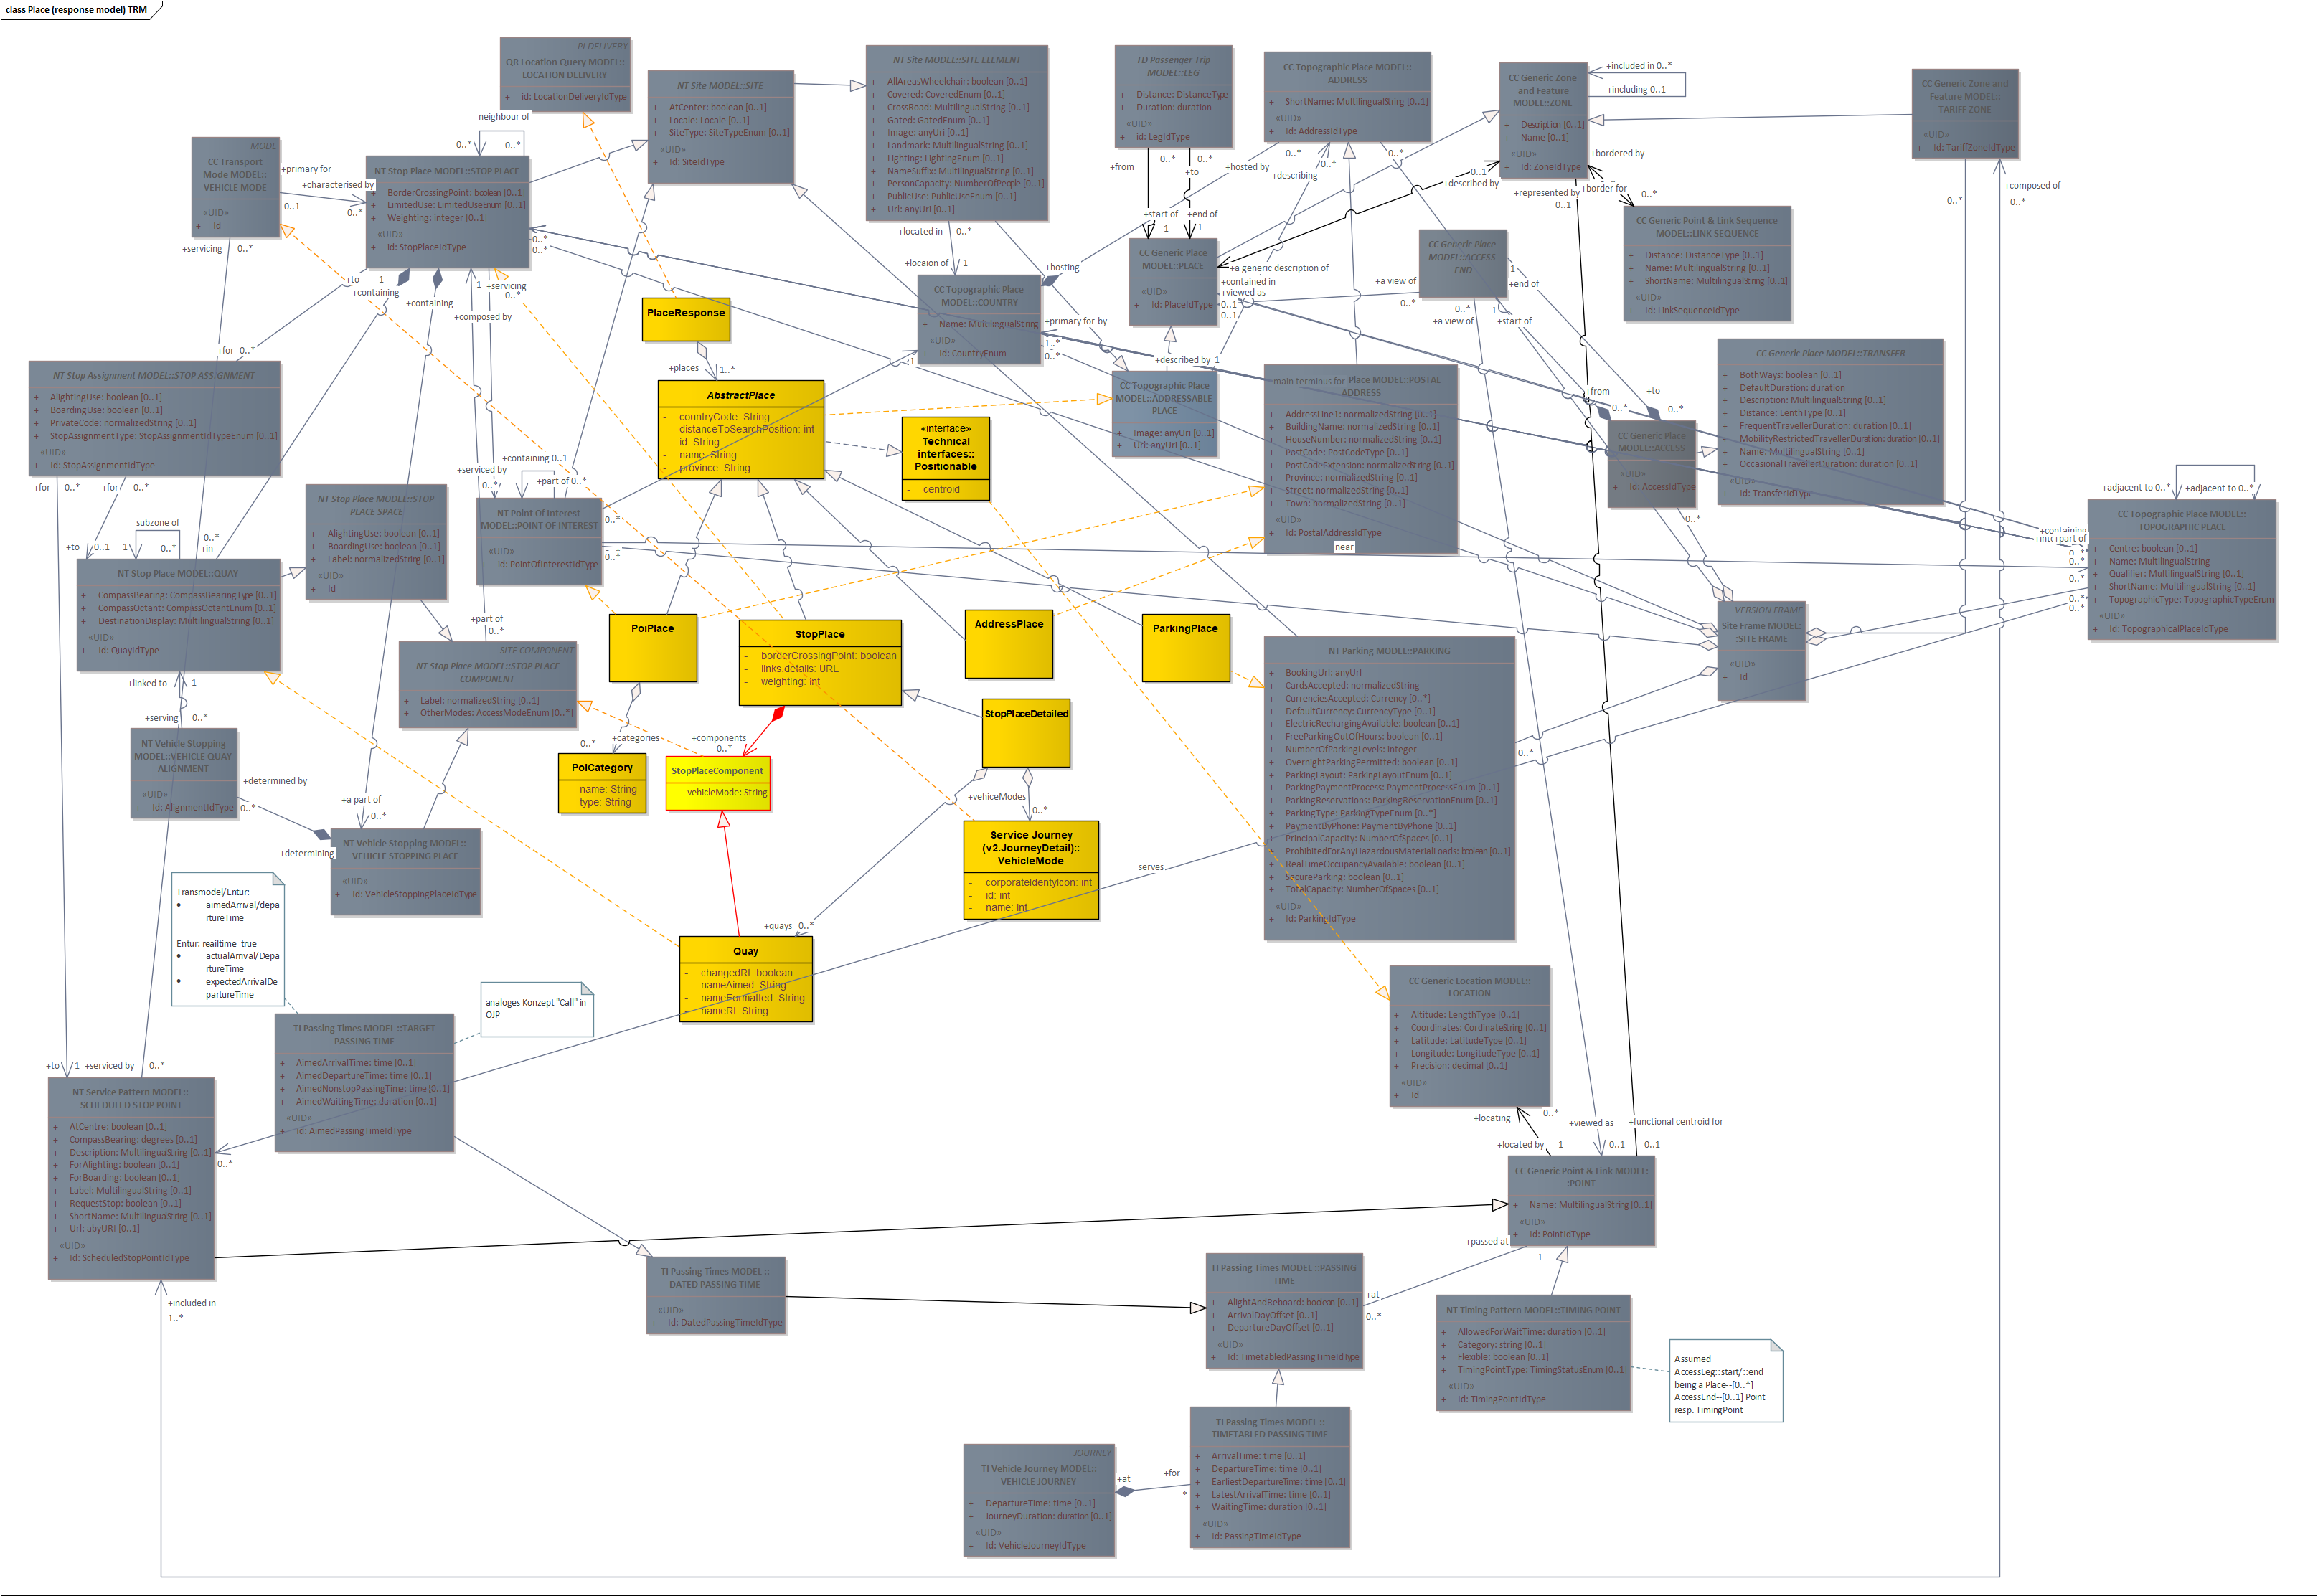 class Place (response model) TRM
PI DELIVERY
QR Location Query MODEL::
LOCATION DELIVERY
+ id: LocationDeliveryIdType
NT Site MODEL::SITE
+ AtCenter: boolean [0..1]
+ Locale: Locale [0..1]
+ SiteType: SiteTypeEnum [0..1]
«UID»
+ Id: SiteIdType
NT Site MODEL::SITE ELEMENT
+ AllAreasWheelchair: boolean [0..1]
+ Covered: CoveredEnum [0..1]
+ CrossRoad: MultilingualString [0..1]
+ Gated: GatedEnum [0..1]
+ Image: anyUri [0..1]
+ Landmark: MultilingualString [0..1]
+ Lighting: LightingEnum [0..1]
+ NameSuffix: MultilingualString [0..1]
+ PersonCapacity: NumberOfPeople [0..1]
+ PublicUse: PublicUseEnum [0..1]
+ Url: anyUri [0..1]
TD Passenger Trip
MODEL::LEG
+ Distance: DistanceType
+ Duration: duration
«UID»
+ Id: LegIdType
CC Topographic Place MODEL::
ADDRESS
+ ShortName: MultilingualString [0..1]
«UID»
+ Id: AddressIdType
CC Generic Zone
and Feature
MODEL::ZONE
+ Description [0..1]
+ Name [0..1]
«UID»
+ Id: ZoneIdType
+included in 0..*
+including 0..1
CC Generic Zone and
Feature MODEL::
TARIFF ZONE
«UID»
+ Id: TariffZoneIdType
MODE
CC Transport
Mode MODEL::
VEHICLE MODE
«UID»
+ Id
+primary for
+characterised by
0..1
0..*
neighbour of
0..*
0..*
NT Stop Place MODEL::STOP PLACE
+ BorderCrossingPoint: boolean [0..1]
+ LimitedUse: LimitedUseEnum [0..1]
+ Weighting: integer [0..1]
«UID»
+ id: StopPlaceIdType
CC Generic Point & Link Sequence
MODEL::LINK SEQUENCE
+ Distance: DistanceType [0..1]
+ Name: MultilingualString [0..1]
+ ShortName: MultilingualString [0..1]
«UID»
+ Id: LinkSequenceIdType
+bordered by
+border for
+represented by
0..1
+described by
0..1
0..*
+composed of
0..*
0..*
+from
0..*
0..*
+to
+start of
1
+end of
1
+hosted by
+describing
0..*
0..*
0..*
CC Generic Place
MODEL::PLACE
«UID»
+ Id: PlaceIdType
CC Generic Place
MODEL::ACCESS
END
+a generic description of
+contained in
+viewed as
0..1
0..1
+a view of
0..*
+a view of
0..*
1
+end of
1
+start of
+located in
0..*
+locaion of
1
+hosting
CC Topographic Place
MODEL::COUNTRY
+ Name: MultilingualString
«UID»
+ Id: CountryEnum
+primary for by
1..*
0..*
+described by
1
CC Topographic Place
MODEL::ADDRESSABLE
PLACE
+ Image: anyUri [0..1]
+ Url: anyUri [0..1]
main terminus for Place MODEL::POSTAL
ADDRESS
+ AddressLine1: normalizedString [0..1]
+ BuildingName: normalizedString [0..1]
+ HouseNumber: normalizedString [0..1]
+ PostCode: PostCodeType [0..1]
+ PostCodeExtension: normalizedString [0..1]
+ Province: normalizedString [0..1]
+ Street: normalizedString [0..1]
+ Town: normalizedString [0..1]
«UID»
+ Id: PostalAddressIdType
near
CC Generic Place
MODEL::ACCESS
«UID»
+ Id: AccessIdType
+from
0..*
+to
0..*
0..*
CC Generic Place MODEL::TRANSFER
+ BothWays: boolean [0..1]
+ DefaultDuration: duration
+ Description: MultilingualString [0..1]
+ Distance: LenthType [0..1]
+ FrequentTravellerDuration: duration [0..1]
+ MobilityRestrictedTravellerDuration: duration [0..1]
+ Name: MultilingualString [0..1]
+ OccasionalTravellerDuration: duration [0..1]
«UID»
+ Id: TransferIdType
+adjacent to 0..*
+adjacent to 0..*
CC Topographic Place MODEL::
TOPOGRAPHIC PLACE
+ Centre: boolean [0..1]
+ Name: MultilingualString
+ Qualifier: MultilingualString [0..1]
+ ShortName: MultilingualString [0..1]
+ TopographicType: TopographicTypeEnum
«UID»
+ Id: TopographicalPlaceIdType
+containing
+part of
0..*
0..*
0..*
0..*
0..*
VERSION FRAME
Site Frame MODEL:
:SITE FRAME
«UID»
+ Id
+servicing
0..*
+to
1
+containing
+containing
1
+servicing
0..*
+composed by
0..*
0..*
+for 0..*
NT Stop Assignment MODEL::STOP ASSIGNMENT
+ AlightingUse: boolean [0..1]
+ BoardingUse: boolean [0..1]
+ PrivateCode: normalizedString [0..1]
+ StopAssignmentType: StopAssignmentIdTypeEnum [0..1]
«UID»
+ Id: StopAssignmentIdType
+for 0..*
+for 0..*
+to 0..1
subzone of
1
0..*
0..*
+in
NT Stop Place MODEL::STOP
PLACE SPACE
+ AlightingUse: boolean [0..1]
+ BoardingUse: boolean [0..1]
+ Label: normalizedString [0..1]
«UID»
+ Id
NT Stop Place MODEL::QUAY
+ CompassBearing: CompassBearingType [0..1]
+ CompassOctant: CompassOctantEnum [0..1]
+ DestinationDisplay: MultilingualString [0..1]
«UID»
+ Id: QuayIdType
+linked to
1
+serving
0..*
PlaceResponse
+places
1..*
AbstractPlace
- countryCode: String
- distanceToSearchPosition: int
- id: String
- name: String
- province: String
«interface»
Technical
interfaces::
Positionable
- centroid
+serviced by
0..*
+containing 0..1
+part of 0..*
NT Point Of Interest
MODEL::POINT OF INTEREST
«UID»
+ id: PointOfInterestIdType
0..*
0..*
1
+part of
0..*
SITE COMPONENT
NT Stop Place MODEL::STOP PLACE
COMPONENT
+ Label: normalizedString [0..1]
+ OtherModes: AccessModeEnum [0..*]
PoiPlace
StopPlace
- borderCrossingPoint: boolean
- links.details: URL
- weighting: int
AddressPlace
ParkingPlace
NT Parking MODEL::PARKING
+ BookingUrl: anyUrl
+ CardsAccepted: normalizedString
+ CurrenciesAccepted: Currency [0..*]
+ DefaultCurrency: CurrencyType [0..1]
+ ElectricRechargingAvailable: boolean [0..1]
+ FreeParkingOutOfHours: boolean [0..1]
+ NumberOfParkingLevels: integer
+ OvernightParkingPermitted: boolean [0..1]
+ ParkingLayout: ParkingLayoutEnum [0..1]
+ ParkingPaymentProcess: PaymentProcessEnum [0..1]
+ ParkingReservations: ParkingReservationEnum [0..1]
+ ParkingType: ParkingTypeEnum [0..*]
+ PaymentByPhone: PaymentByPhone [0..1]
+ PrincipalCapacity: NumberOfSpaces [0..1]
+ ProhibitedForAnyHazardousMaterialLoads: boolean [0..1]
+ RealTimeOccupancyAvailable: boolean [0..1]
+ SecureParking: boolean [0..1]
+ TotalCapacity: NumberOfSpaces [0..1]
«UID»
+ Id: ParkingIdType
0..*
StopPlaceDetailed
+categories
0..*
PoiCategory
- name: String
- type: String
+components
0..*
StopPlaceComponent
- vehicleMode: String
+vehiceModes
0..*
Service Journey
(v2.JourneyDetail)::
VehicleMode
- corporateIdentyIcon: int
- id: int
- name: int
serves
+quays 0..*
Quay
- changedRt: boolean
- nameAimed: String
- nameFormatted: String
- nameRt: String
NT Vehicle Stopping
MODEL::VEHICLE QUAY
ALIGNMENT
«UID»
+ Id: AlignmentIdType
+determined by
0..*
+determining
+a part of
0..*
NT Vehicle Stopping MODEL::
VEHICLE STOPPING PLACE
«UID»
+ Id: VehicleStoppingPlaceIdType
Transmodel/Entur:
• aimedArrival/depa
rtureTime
Entur: realtime=true
• actualArrival/Depa
rtureTime
• expectedArrivalDe
partureTime
analoges Konzept "Call" in
OJP
TI Passing Times MODEL ::TARGET
PASSING TIME
+ AimedArrivalTime: time [0..1]
+ AimedDepartureTime: time [0..1]
+ AimedNonstopPassingTime: time [0..1]
+ AimedWaitingTime: duration [0..1]
«UID»
+ Id: AimedPassingTimeIdType
+to 1 +serviced by 0..*
NT Service Pattern MODEL::
SCHEDULED STOP POINT
+ AtCentre: boolean [0..1]
+ CompassBearing: degrees [0..1]
+ Description: MultilingualString [0..1]
+ ForAlighting: boolean [0..1]
+ ForBoarding: boolean [0..1]
+ Label: MultilingualString [0..1]
+ RequestStop: boolean [0..1]
+ ShortName: MultilingualString [0..1]
+ Url: abyURI [0..1]
«UID»
+ Id: ScheduledStopPointIdType
0..*
+included in
1..*
CC Generic Location MODEL::
LOCATION
+ Altitude: LengthType [0..1]
+ Coordinates: CordinateString [0..1]
+ Latitude: LatitudeType [0..1]
+ Longitude: LongitudeType [0..1]
+ Precision: decimal [0..1]
«UID»
+ Id
+locating
0..*
+located by
1
+viewed as
0..1
+functional centroid for
0..1
CC Generic Point & Link MODEL:
:POINT
+ Name: MultilingualString [0..1]
«UID»
+ Id: PointIdType
+passed at
1
+at
0..*
TI Passing Times MODEL ::
DATED PASSING TIME
«UID»
+ Id: DatedPassingTimeIdType
TI Passing Times MODEL ::PASSING
TIME
+ AlightAndReboard: boolean [0..1]
+ ArrivalDayOffset [0..1]
+ DepartureDayOffset [0..1]
«UID»
+ Id: TimetabledPassingTimeIdType
NT Timing Pattern MODEL::TIMING POINT
+ AllowedForWaitTime: duration [0..1]
+ Category: string [0..1]
+ Flexible: boolean [0..1]
+ TimingPointType: TimingStatusEnum [0..1]
«UID»
+ Id: TimingPointIdType
Assumed
AccessLeg::start/::end
being a Place--[0..*]
AccessEnd--[0..1] Point
resp. TimingPoint
TI Passing Times MODEL ::
TIMETABLED PASSING TIME
+ ArrivalTime: time [0..1]
+ DepartureTime: time [0..1]
+ EarliestDepartureTime: time [0..1]
+ LatestArrivalTime: time [0..1]
+ WaitingTime: duration [0..1]
«UID»
+ Id: PassingTimeIdType
JOURNEY
TI Vehicle Journey MODEL::
VEHICLE JOURNEY
+ DepartureTime: time [0..1]
+ JourneyDuration: duration [0..1]
«UID»
+ Id: VehicleJourneyIdType
+at
+for
*